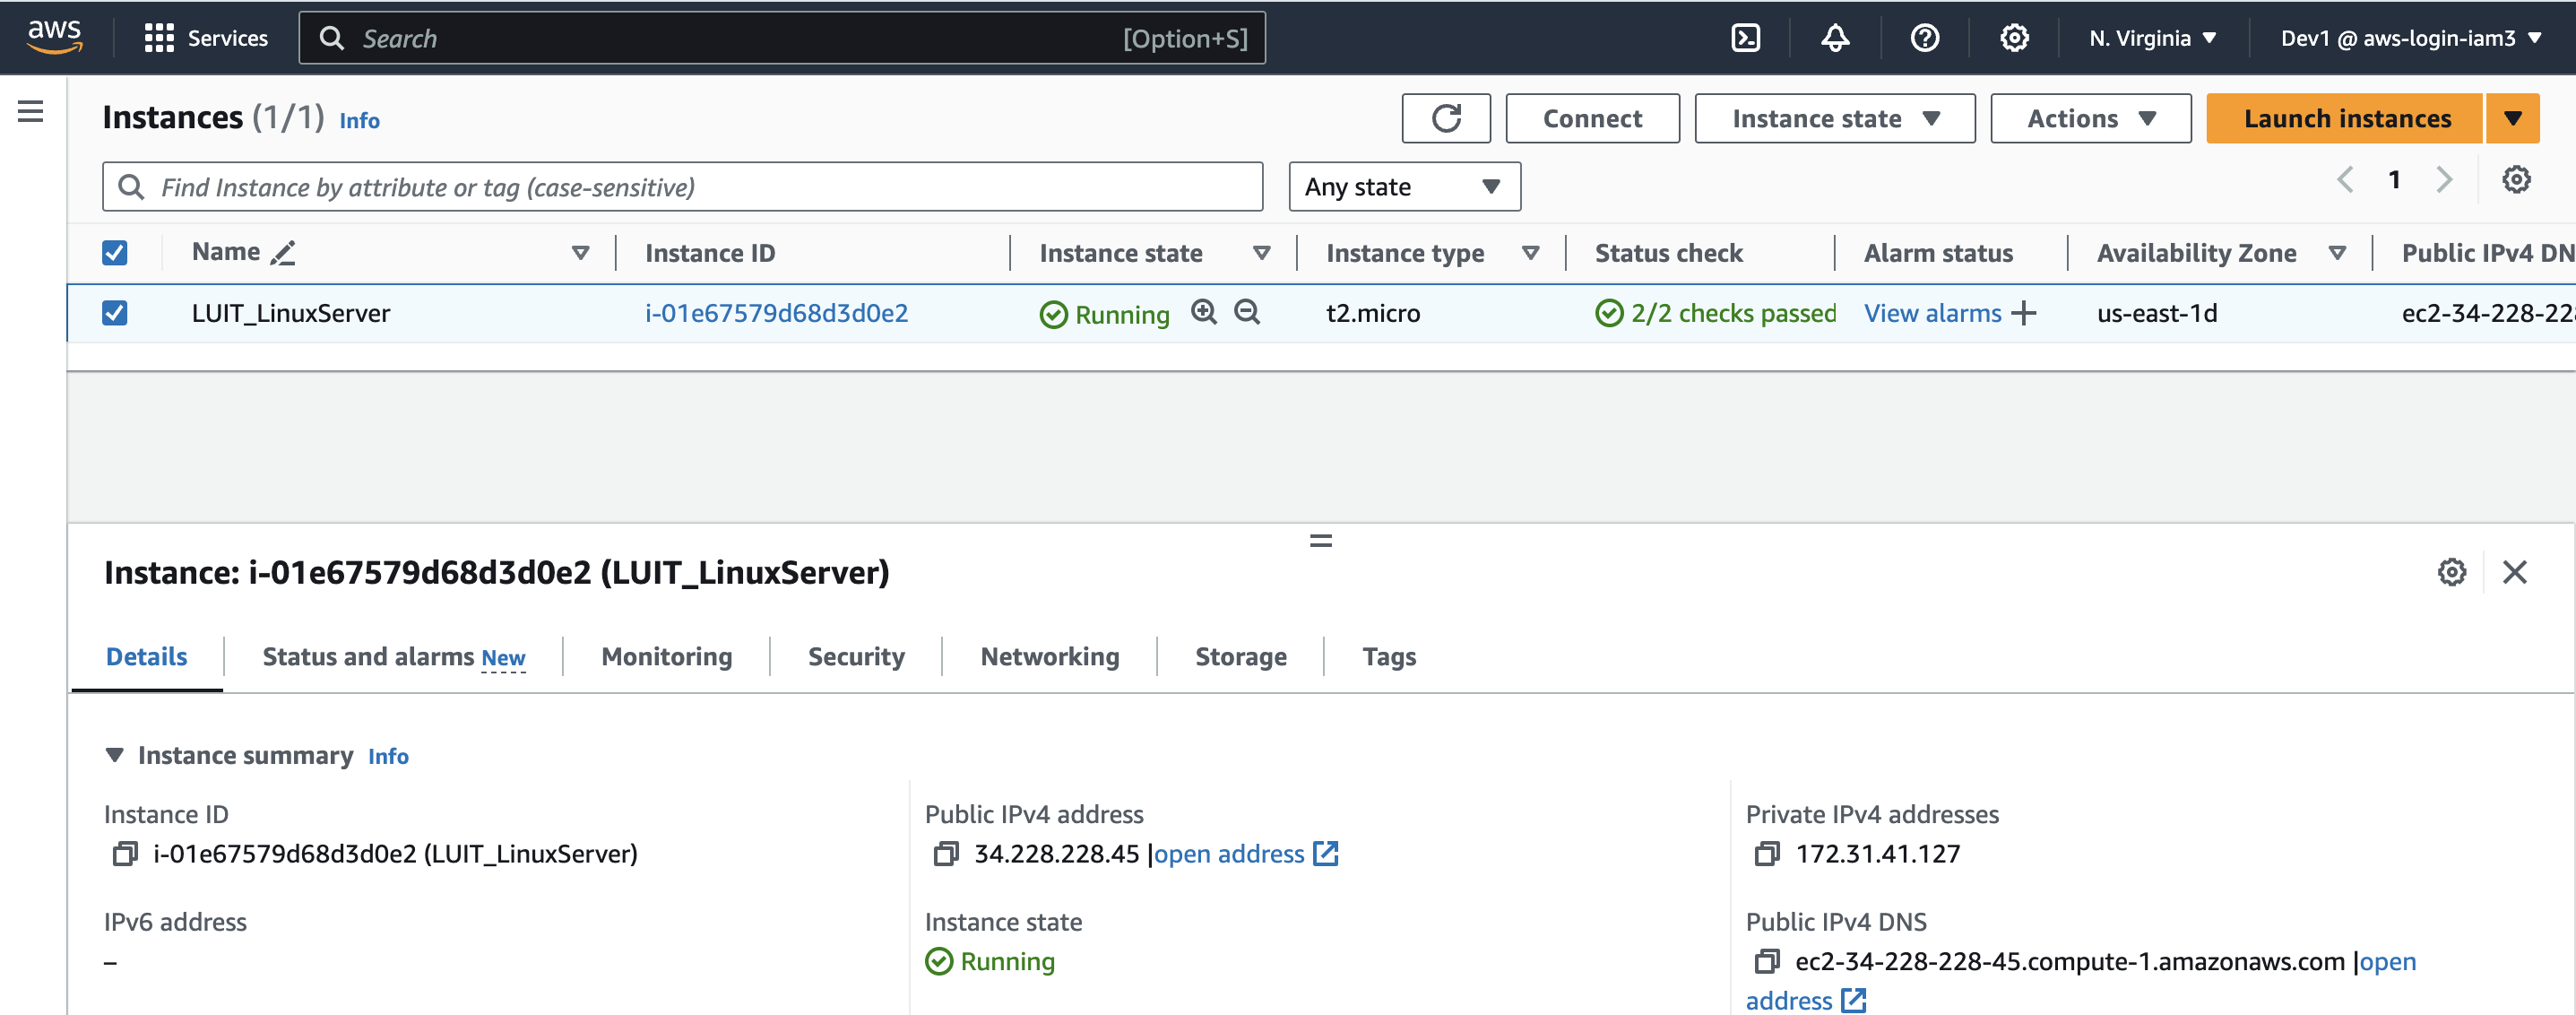 aws Services Search [Option+S] N. Virginia Dev1 @ aws-login-iam3
Instances (1/1) Info Connect Instance state Actions Launch instances
Find Instance by attribute or tag (case-sensitive) Any state 1
Name Instance ID Instance state Instance type Status check Alarm status Availability Zone Public IPv4 DN
LUIT_LinuxServer i-01e67579d68d3d0e2 Running t2.micro 2/2 checks passed View alarms us-east-1d ec2-34-228-22
Instance: i-01e67579d68d3d0e2 (LUIT_LinuxServer)
Details Status and alarms New Monitoring Security Networking Storage Tags
Instance summary Info
Instance ID Public IPv4 address Private IPv4 addresses
i-01e67579d68d3d0e2 (LUIT_LinuxServer) 34.228.228.45 |open address 172.31.41.127
IPv6 address Instance state Public IPv4 DNS
– Running ec2-34-228-228-45.compute-1.amazonaws.com |open
address